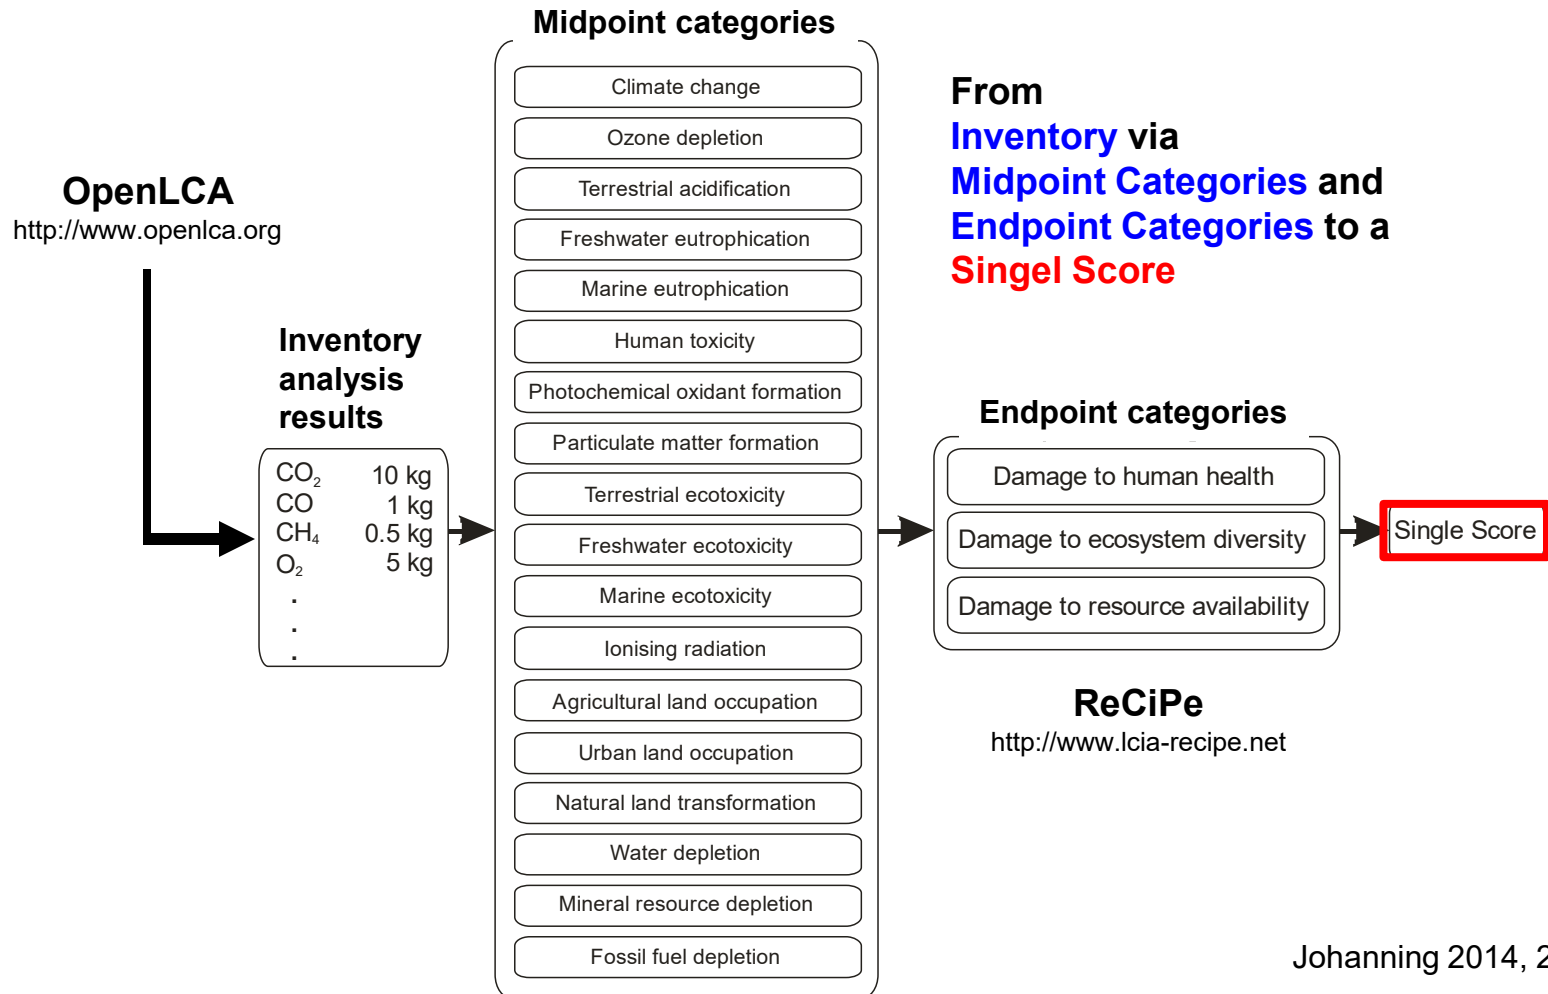 Midpoint categories
Climate change
Ozone depletion
Terrestrial acidification
Freshwater eutrophication
Marine eutrophication
Human toxicity
Photochemical oxidant formation
Particulate matter formation
Terrestrial ecotoxicity
Freshwater ecotoxicity
Marine ecotoxicity
Ionising radiation
Agricultural land occupation
Urban land occupation
Natural land transformation
Water depletion
Mineral resource depletion
Fossil fuel depletion
From
Inventory via
Midpoint Categories and
Endpoint Categories to a
Singel Score
OpenLCA
http://www.openlca.org
Inventory
analysis
results
CO₂ 10 kg
CO 1 kg
CH₄ 0.5 kg
O₂ 5 kg
.
.
.
Endpoint categories
Damage to human health
Damage to ecosystem diversity
Damage to resource availability
Single Score
ReCiPe
http://www.lcia-recipe.net
Johanning 2014, 2